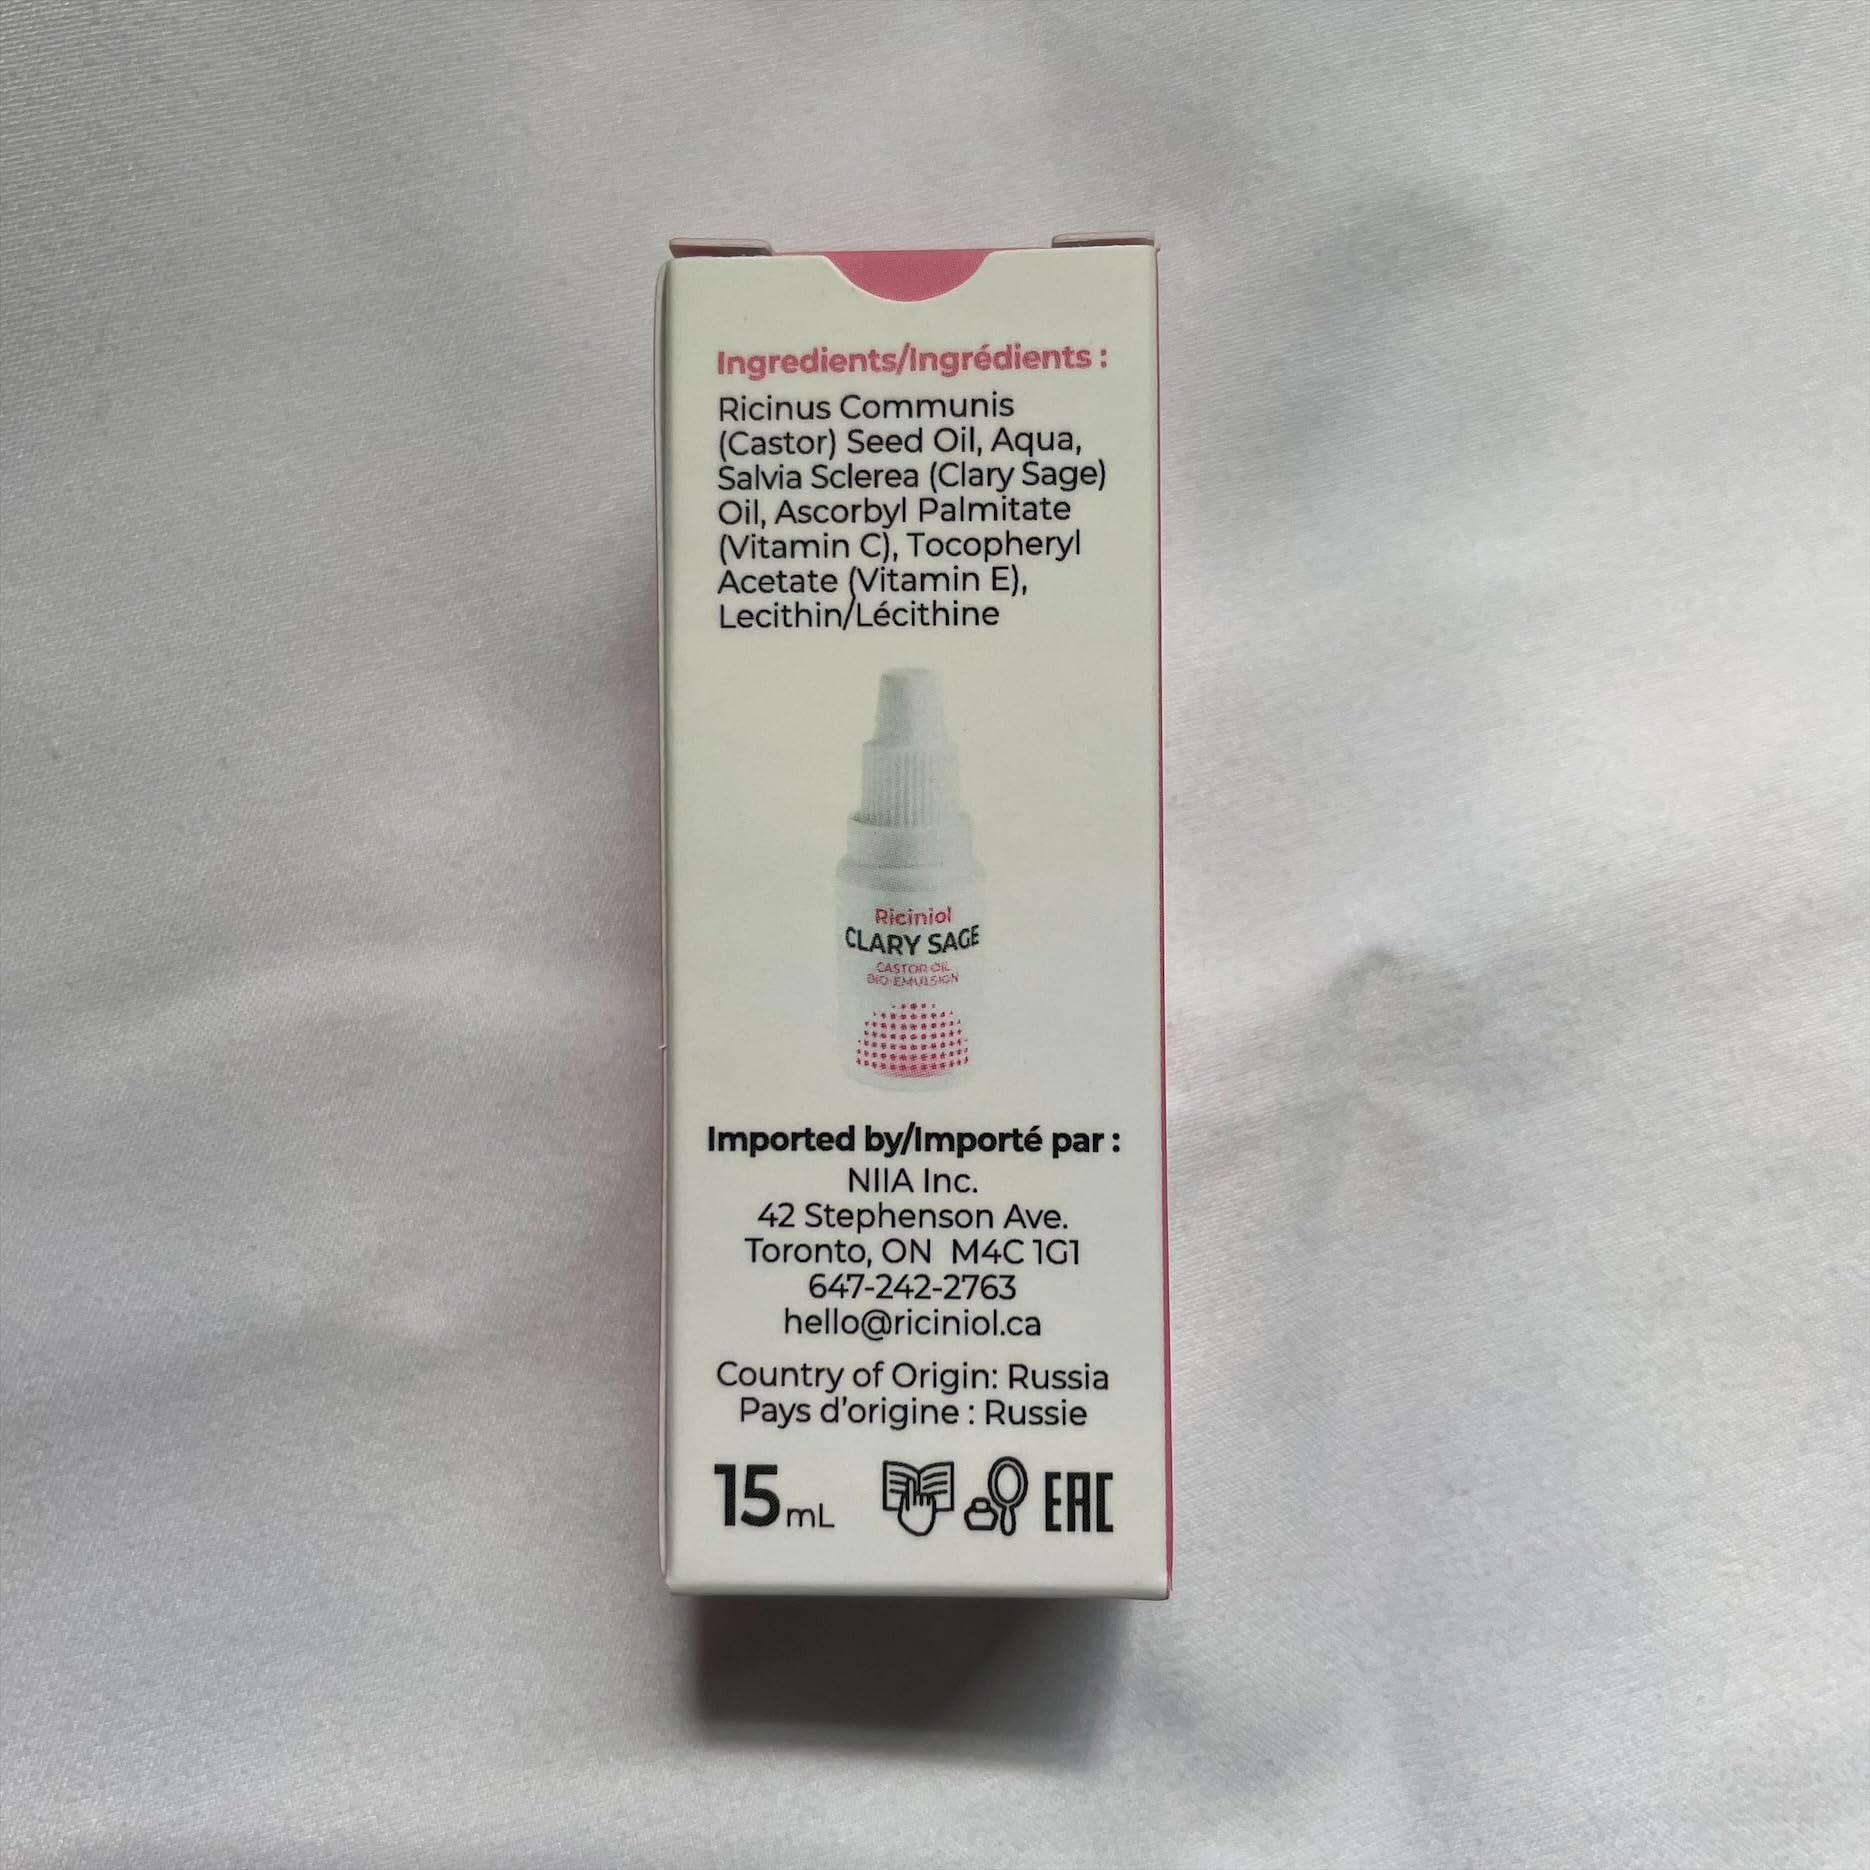 Ingredients/Ingrédients :
Ricinus Communis
(Castor) Seed Oil, Aqua,
Salvia Sclerea (Clary Sage)
Oil, Ascorbyl Palmitate
(Vitamin C), Tocopheryl
Acetate (Vitamin E),
Lecithin/Lécithine
Riciniol
CLARY SAGE
CASTOR OIL
BIO-EMULSION
Imported by/Importé par :
NIIA Inc.
42 Stephenson Ave.
Toronto, ON M4C 1G1
647-242-2763
hello@riciniol.ca
Country of Origin: Russia
Pays d'origine : Russie
15 mL EAC